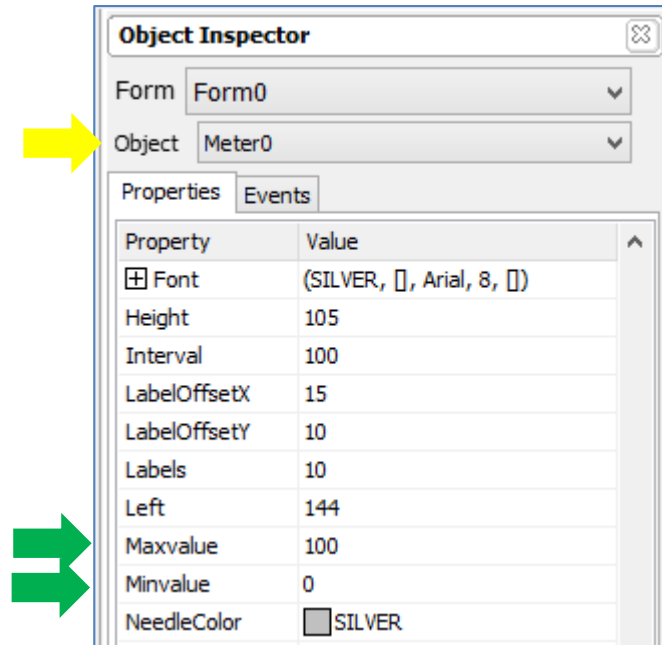 Object Inspector
Form Form0
Object Meter0
Properties Events
Property Value
Font (SILVER, [], Arial, 8, [])
Height 105
Interval 100
LabelOffsetX 15
LabelOffsetY 10
Labels 10
Left 144
Maxvalue 100
Minvalue 0
NeedleColor SILVER